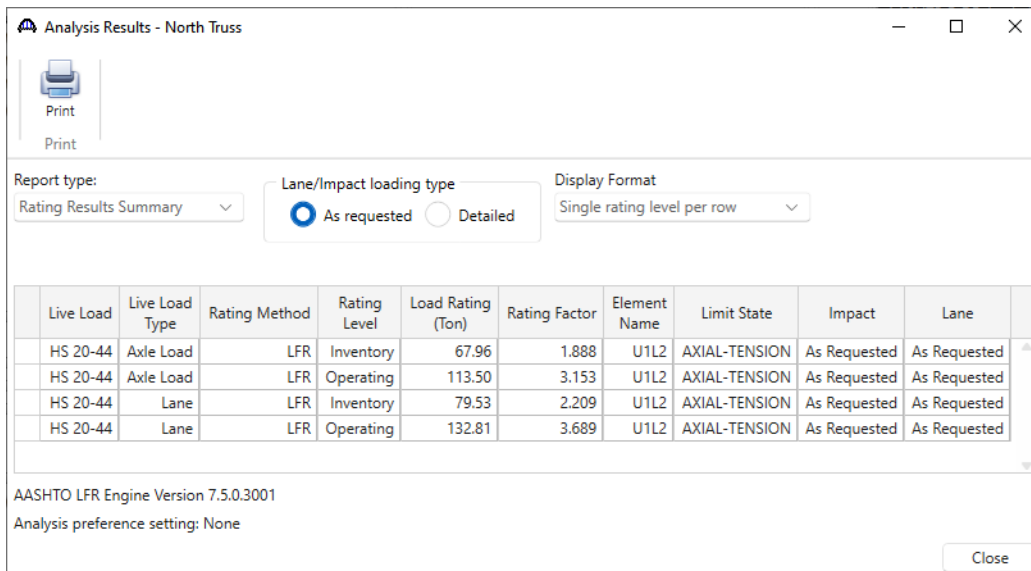 Analysis Results - North Truss
Print
Print
Report type:
Lane/Impact loading type
Display Format
Rating Results Summary
As requested
Detailed
Single rating level per row
Live Load Live Load Type Rating Method Rating Level Load Rating (Ton) Rating Factor Element Name Limit State Impact Lane
HS 20-44 Axle Load LFR Inventory 67.96 1.888 U1L2 AXIAL-TENSION As Requested As Requested
HS 20-44 Axle Load LFR Operating 113.50 3.153 U1L2 AXIAL-TENSION As Requested As Requested
HS 20-44 Lane LFR Inventory 79.53 2.209 U1L2 AXIAL-TENSION As Requested As Requested
HS 20-44 Lane LFR Operating 132.81 3.689 U1L2 AXIAL-TENSION As Requested As Requested
AASHTO LFR Engine Version 7.5.0.3001
Analysis preference setting: None
Close